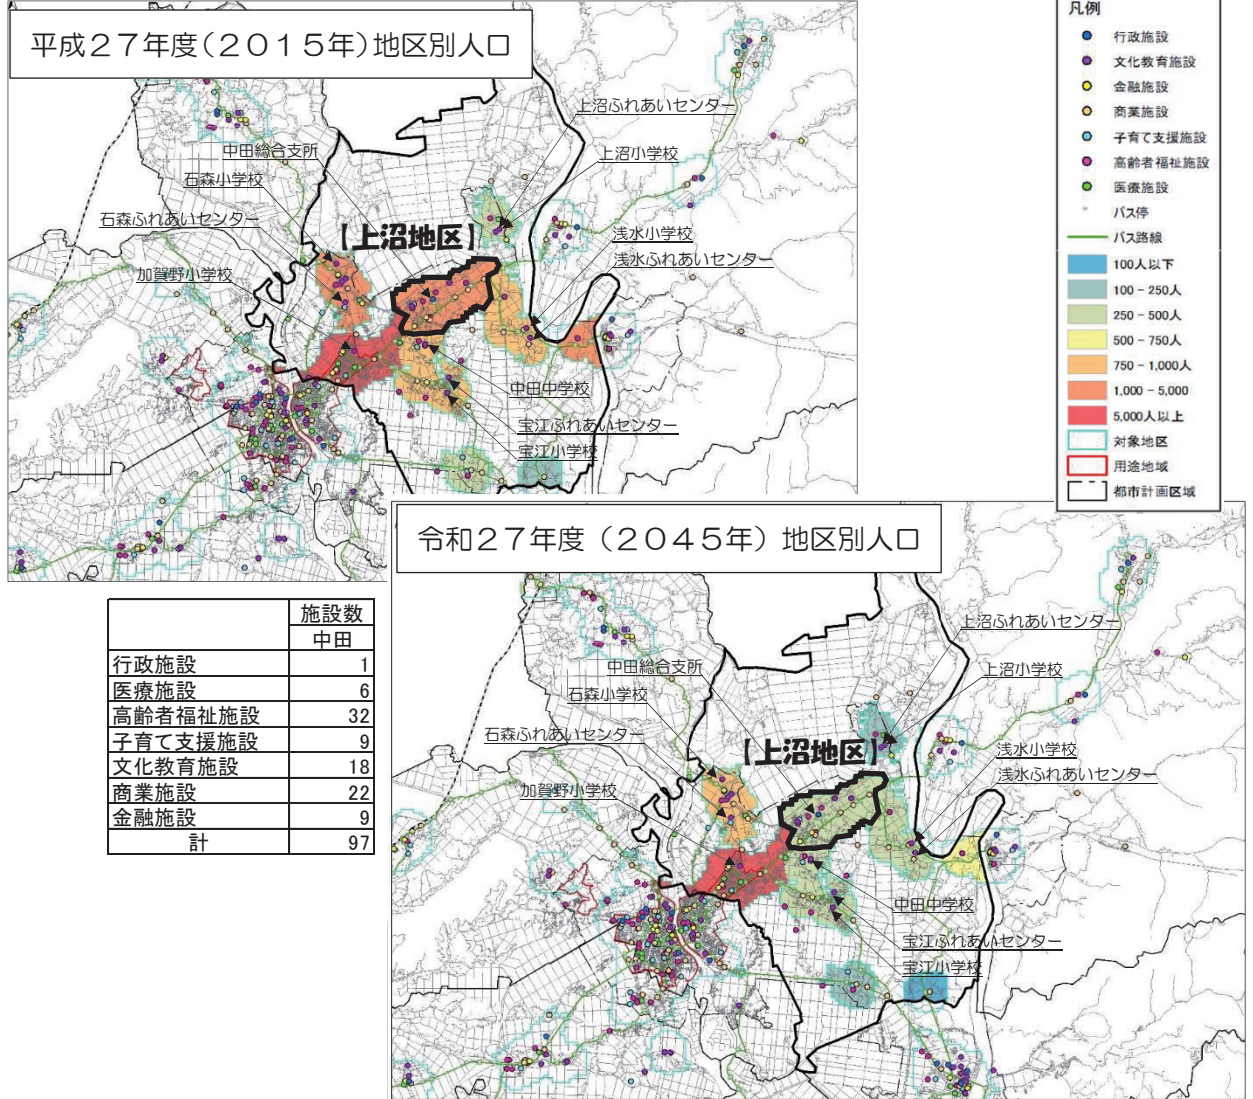 平成２７年度（２０１５年）地区別人口
上沼ふれあいセンター
中田総合支所
上沼小学校
石森小学校
石森ふれあいセンター
【上沼地区】
浅水小学校
浅水ふれあいセンター
加賀野小学校
中田中学校
宝江ふれあいセンター
宝江小学校
凡例
行政施設
文化教育施設
金融施設
商業施設
子育て支援施設
高齢者福祉施設
医療施設
バス停
バス路線
100人以下
100－250人
250－500人
500－750人
750－1,000人
1,000－5,000
5,000人以上
対象地区
用途地域
都市計画区域
令和２７年度（２０４５年）地区別人口
上沼ふれあいセンター
中田総合支所
上沼小学校
石森小学校
石森ふれあいセンター
【上沼地区】
浅水小学校
浅水ふれあいセンター
加賀野小学校
中田中学校
宝江ふれあいセンター
宝江小学校
施設数
中田
行政施設 1
医療施設 6
高齢者福祉施設 32
子育て支援施設 9
文化教育施設 18
商業施設 22
金融施設 9
計 97